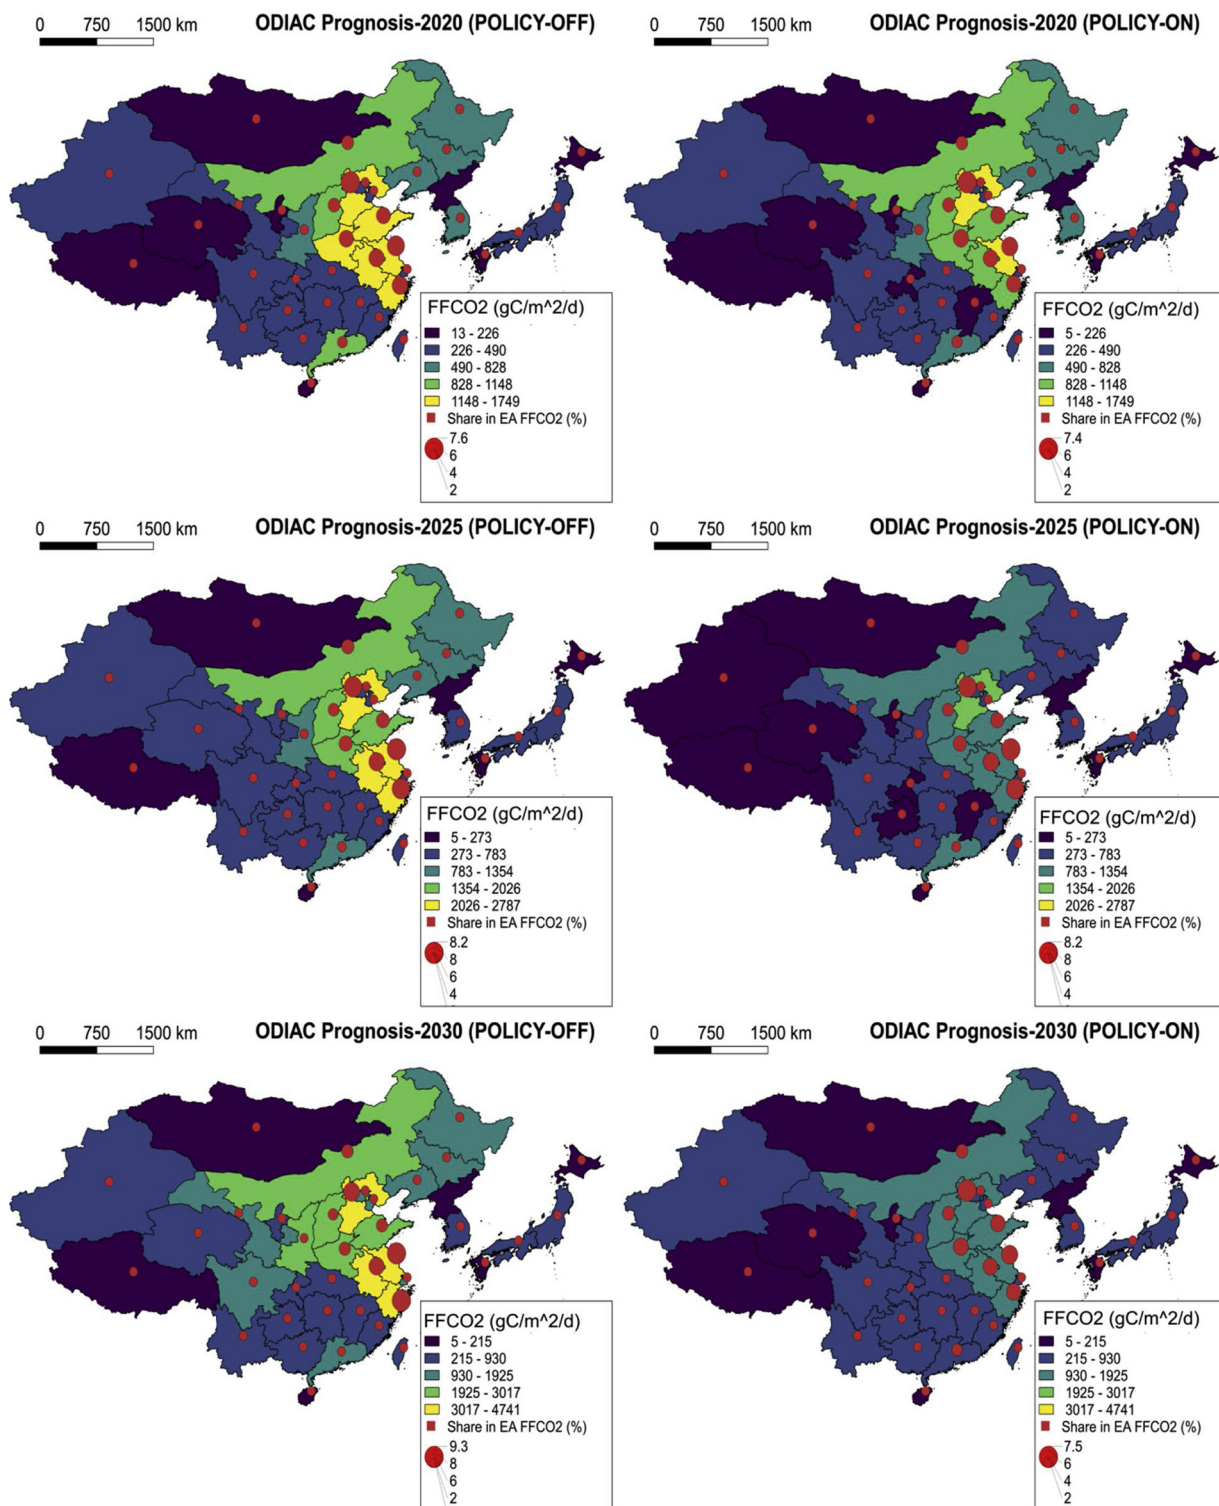 0 750 1500 km ODIAC Prognosis-2020 (POLICY-OFF)
FFCO2 (gC/m^2/d)
13 - 226
226 - 490
490 - 828
828 - 1148
1148 - 1749
Share in EA FFCO2 (%)
7.6
6
4
2
0 750 1500 km ODIAC Prognosis-2020 (POLICY-ON)
FFCO2 (gC/m^2/d)
5 - 226
226 - 490
490 - 828
828 - 1148
1148 - 1749
Share in EA FFCO2 (%)
7.4
6
4
2
0 750 1500 km ODIAC Prognosis-2025 (POLICY-OFF)
FFCO2 (gC/m^2/d)
5 - 273
273 - 783
783 - 1354
1354 - 2026
2026 - 2787
Share in EA FFCO2 (%)
8.2
8
6
4
0 750 1500 km ODIAC Prognosis-2025 (POLICY-ON)
FFCO2 (gC/m^2/d)
5 - 273
273 - 783
783 - 1354
1354 - 2026
2026 - 2787
Share in EA FFCO2 (%)
8.2
8
6
4
0 750 1500 km ODIAC Prognosis-2030 (POLICY-OFF)
FFCO2 (gC/m^2/d)
5 - 215
215 - 930
930 - 1925
1925 - 3017
3017 - 4741
Share in EA FFCO2 (%)
9.3
8
6
2
0 750 1500 km ODIAC Prognosis-2030 (POLICY-ON)
FFCO2 (gC/m^2/d)
5 - 215
215 - 930
930 - 1925
1925 - 3017
3017 - 4741
Share in EA FFCO2 (%)
7.5
6
4
2